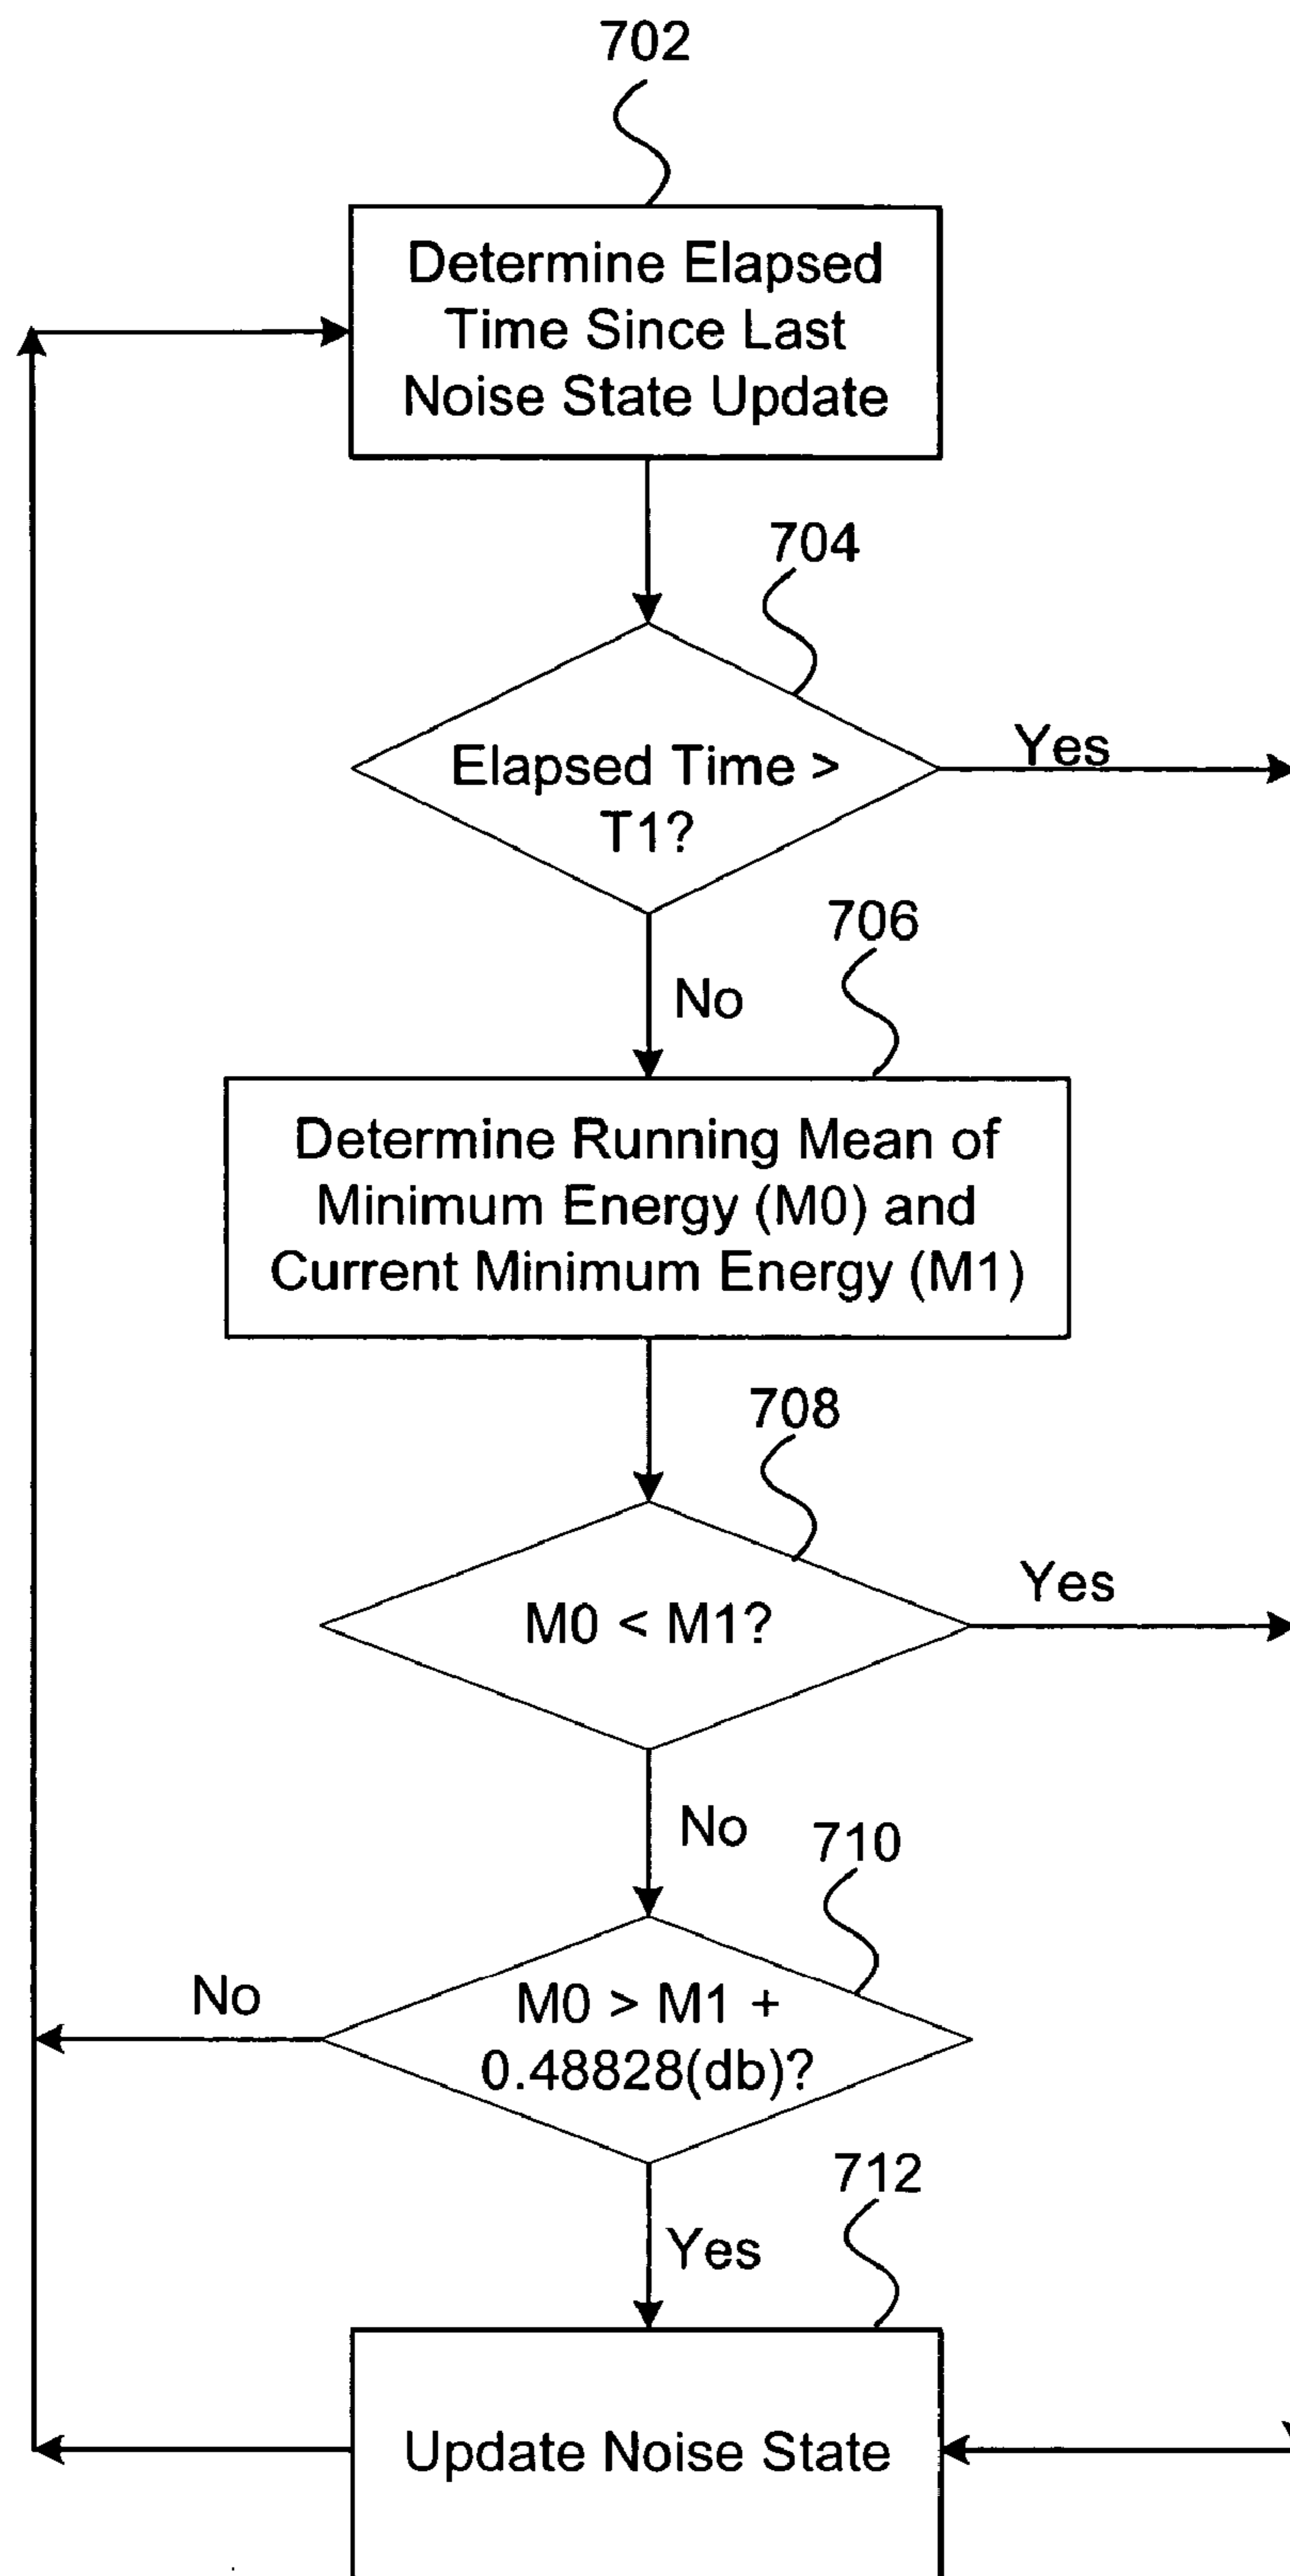 702
Determine Elapsed
Time Since Last
Noise State Update
704
Elapsed Time >
T1?
Yes
706
No
Determine Running Mean of
Minimum Energy (M0) and
Current Minimum Energy (M1)
708
M0 < M1?
Yes
No
710
No
M0 > M1 +
0.48828(db)?
712
Yes
Update Noise State